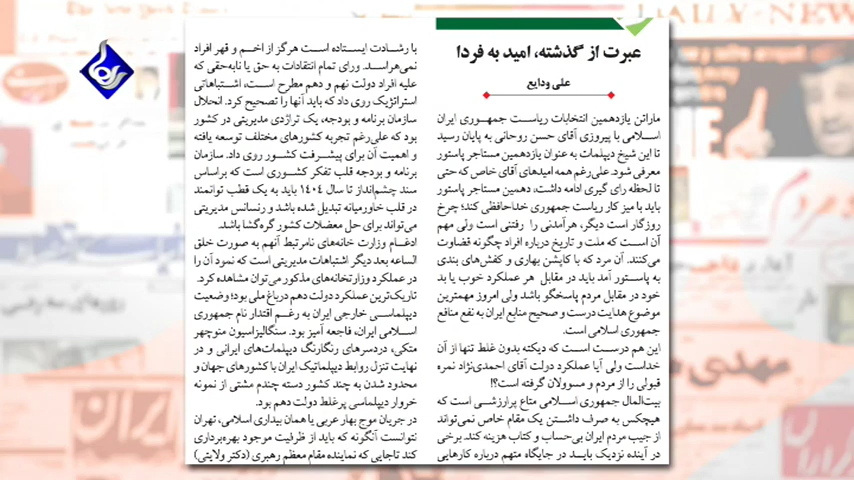 عبرت از گذشته، امید به فردا
علی ودایع
ماراتن یازدهمین انتخابات ریاست جمهوری ایران
اسلامی با پیروزی آقای حسن روحانی به پایان رسید
تا این شیخ دیپلمات به عنوان یازدهمین مستاجر پاستور
معرفی شود. علی‌رغم همه امیدهای آقای خاص که حتی
تا لحظه رای گیری ادامه داشت، دهمین مستاجر پاستور
باید با میز کار ریاست جمهوری خداحافظی کند؛ چرخ
روزگار است دیگر، هرآمدنی را رفتنی است ولی مهم
آن است که ملت و تاریخ درباره افراد چگونه قضاوت
می‌کنند. آن مرد که با کاپشن بهاری و کفش‌های بندی
به پاستور آمد باید در مقابل هر عملکرد خوب یا بد
خود در مقابل مردم پاسخگو باشد ولی امروز مهمترین
موضوع هدایت درست و صحیح منابع ایران به نفع منافع
جمهوری اسلامی است.
این هم درست است که دیکته بدون غلط تنها از آن
خداست ولی آیا عملکرد دولت آقای احمدی‌نژاد نمره
قبولی را از مردم و مسوولان گرفته است؟!
بیت‌المال جمهوری اسلامی متاع پرارزشی است که
هیچکس به صرف داشتن یک مقام خاص نمی‌تواند
از جیب مردم ایران بی‌حساب و کتاب هزینه کند. برخی
در آینده نزدیک باید در جایگاه متهم درباره کارهایی
با رشادت ایستاده است هرگز از اخم و قهر افراد
نمی‌هراسد. ورای تمام انتقادات به حق یا نابه‌حقی که
علیه افراد دولت نهم و دهم مطرح است، اشتباهاتی
استراتژیک روی داد که باید آنها را تصحیح کرد. انحلال
سازمان برنامه و بودجه، یک تراژدی مدیریتی در کشور
بود که علی‌رغم تجربه کشورهای مختلف توسعه یافته
و اهمیت آن برای پیشرفت کشور روی داد. سازمان
برنامه و بودجه قلب تفکر کشوری است که براساس
سند چشم‌انداز تا سال ۱۴۰۴ باید به یک قطب توانمند
در قلب خاورمیانه تبدیل شده باشد و رنسانس مدیریتی
می‌تواند برای حل معضلات کشور گره‌گشا باشد.
ادغام وزارت خانه‌های نامرتبط آنهم به صورت خلق
الساعه بعد دیگر اشتباهات مدیریتی است که نمود آن را
در عملکرد وزارتخانه‌های مذکور می‌توان مشاهده کرد.
تاریک‌ترین عملکرد دولت دهم درباغ ملی بود؛ وضعیت
دیپلماسی خارجی ایران به رغم اقتدار نام جمهوری
اسلامی ایران، فاجعه آمیز بود. سنگالیزاسیون منوچهر
متکی، دردسرهای رنگارنگ دیپلمات‌های ایرانی و در
نهایت تنزل روابط دیپلماتیک ایران با کشورهای جهان و
محدود شدن به چند کشور دسته چندم مشتی از نمونه
خروار دیپلماسی پرغلط دولت دهم بود.
در جریان موج بهار عربی یا همان بیداری اسلامی، تهران
نتوانست آنگونه که باید از ظرفیت موجود بهره‌برداری
کند تاجایی که نماینده مقام معظم رهبری (دکتر ولایتی)
DAILY-NEW
ایران